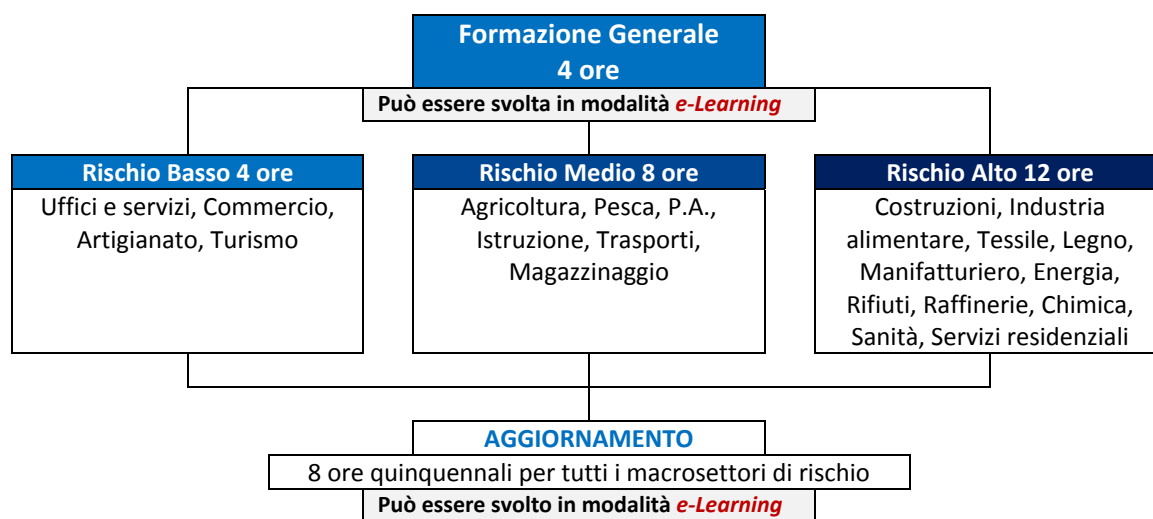 Formazione Generale
4 ore
Può essere svolta in modalità e-Learning
Rischio Basso 4 ore
Uffici e servizi, Commercio,
Artigianato, Turismo
Rischio Medio 8 ore
Agricoltura, Pesca, P.A.,
Istruzione, Trasporti,
Magazzinaggio
Rischio Alto 12 ore
Costruzioni, Industria
alimentare, Tessile, Legno,
Manifatturiero, Energia,
Rifiuti, Raffinerie, Chimica,
Sanità, Servizi residenziali
AGGIORNAMENTO
8 ore quinquennali per tutti i macrosettori di rischio
Può essere svolto in modalità e-Learning